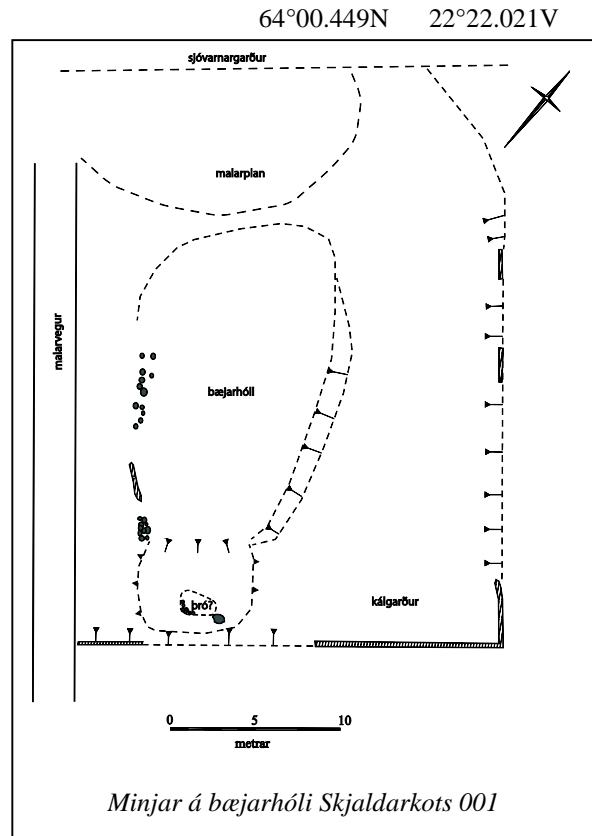 64°00.449N 22°22.021V
sjóvarnargarður
malarplan
malarvegur
bæjarhóll
þró?
kálgarður
0 5 10
metrar
Minjar á bæjarhóli Skjaldarkots 001